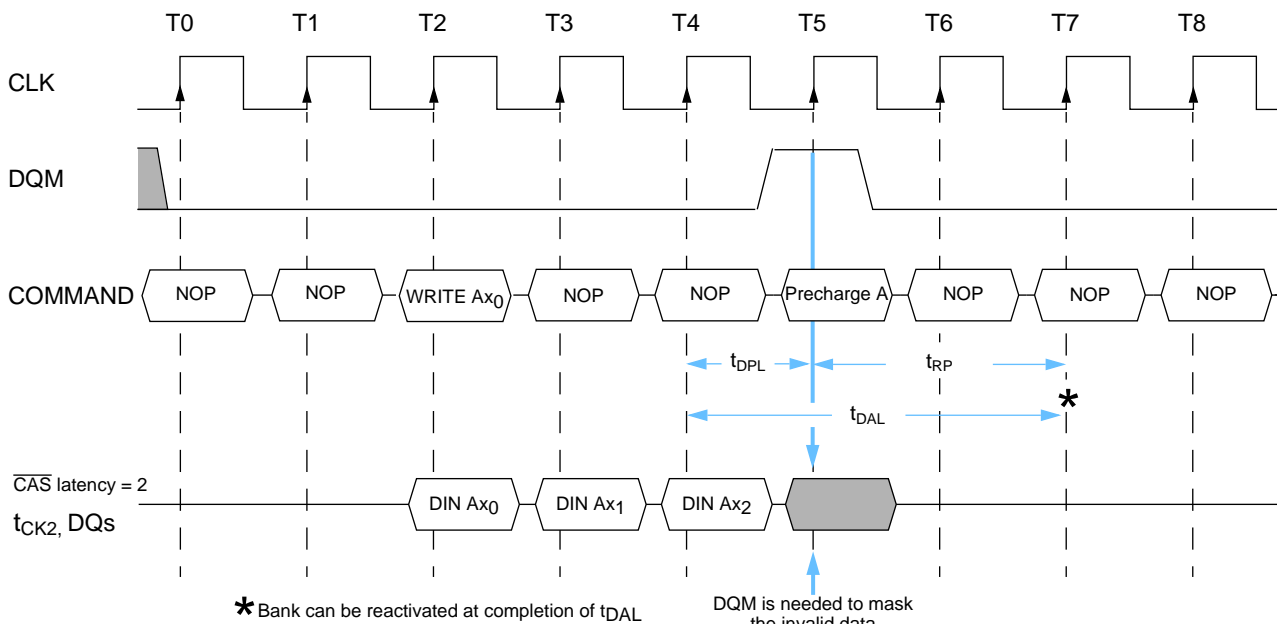 T0 T1 T2 T3 T4 T5 T6 T7 T8
CLK
DQM
COMMAND NOP NOP WRITE Ax0 NOP NOP Precharge A NOP NOP NOP
tDPL tRP
tDAL *
CAS latency = 2
tCK2, DQs DIN Ax0 DIN Ax1 DIN Ax2
* Bank can be reactivated at completion of tDAL
DQM is needed to mask
the invalid data